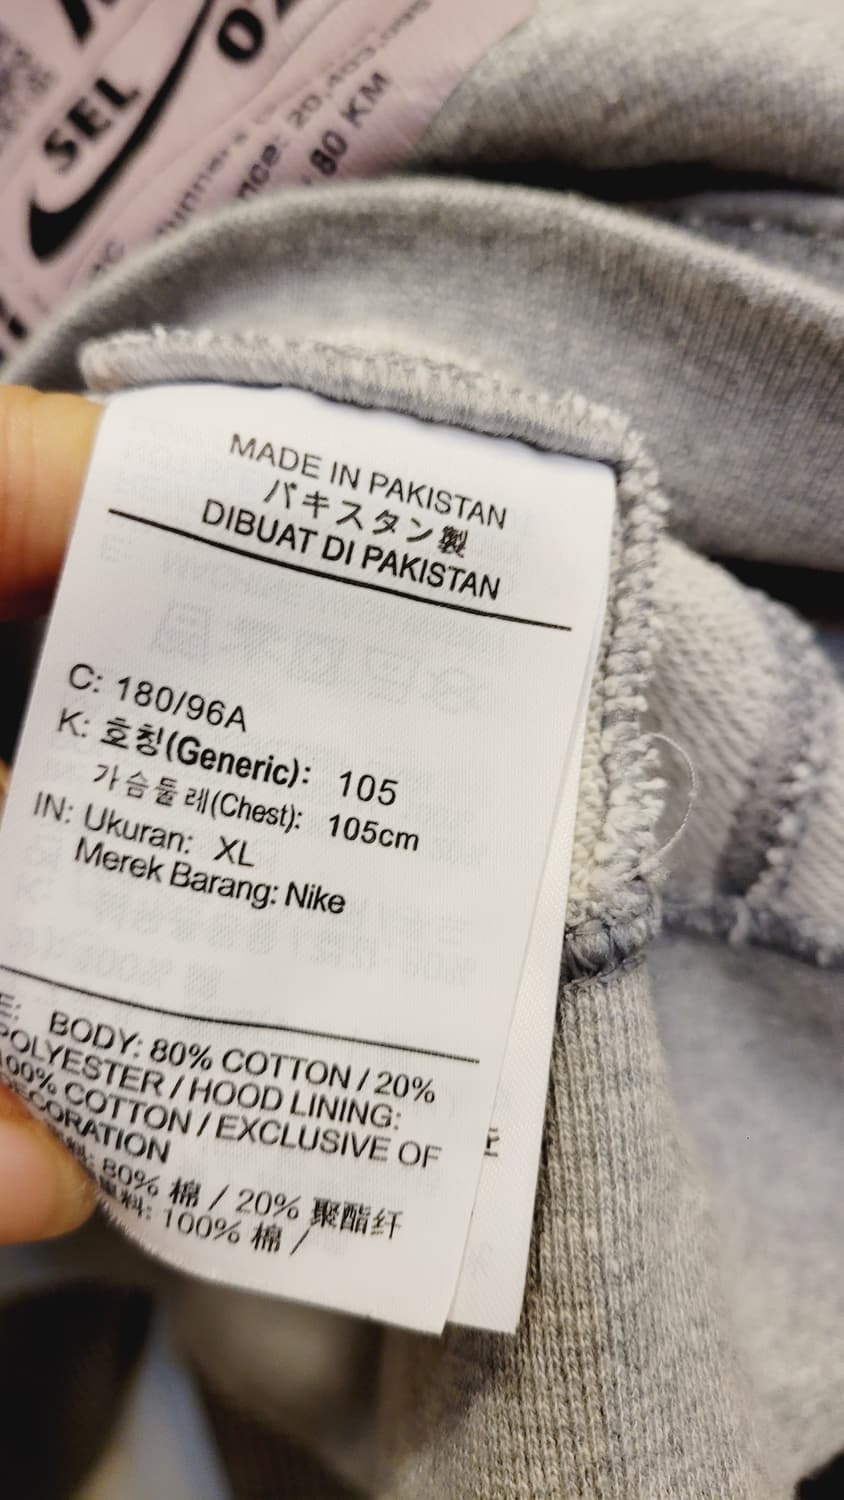 SEL
80 KM
MADE IN PAKISTAN
パキスタン製
DIBUAT DI PAKISTAN
C: 180/96A
K: 호칭(Generic): 105
가슴둘레(Chest): 105cm
IN: Ukuran: XL
Merek Barang: Nike
E: BODY: 80% COTTON / 20%
POLYESTER / HOOD LINING:
100% COTTON / EXCLUSIVE OF
DECORATION
80% 棉 / 20% 聚酯纤
料: 100% 棉 /